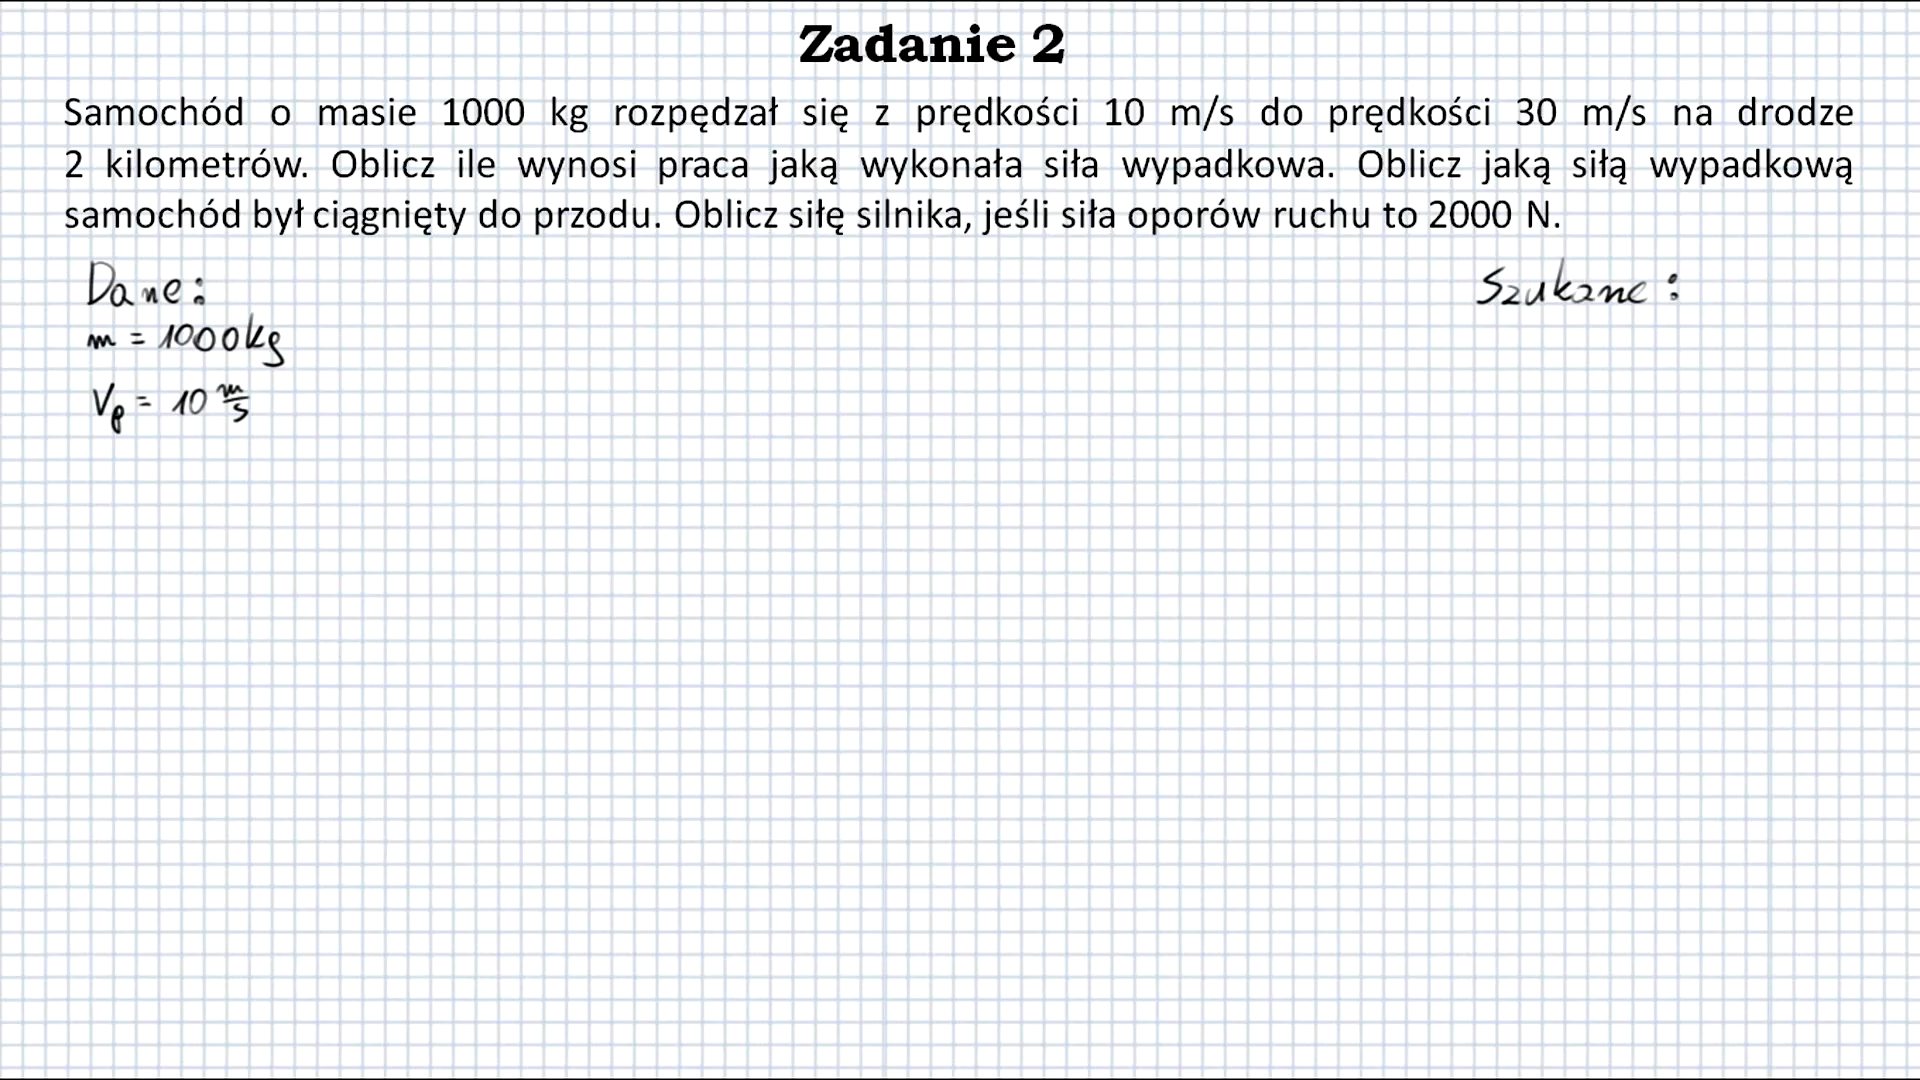 Zadanie 2
Samochód o masie 1000 kg rozpędzał się z prędkości 10 m/s do prędkości 30 m/s na drodze
2 kilometrów. Oblicz ile wynosi praca jaką wykonała siła wypadkowa. Oblicz jaką siłą wypadkową
samochód był ciągnięty do przodu. Oblicz siłę silnika, jeśli siła oporów ruchu to 2000 N.
Dane:
Szukane:
m = 1000kg
Vp = 10 m/s